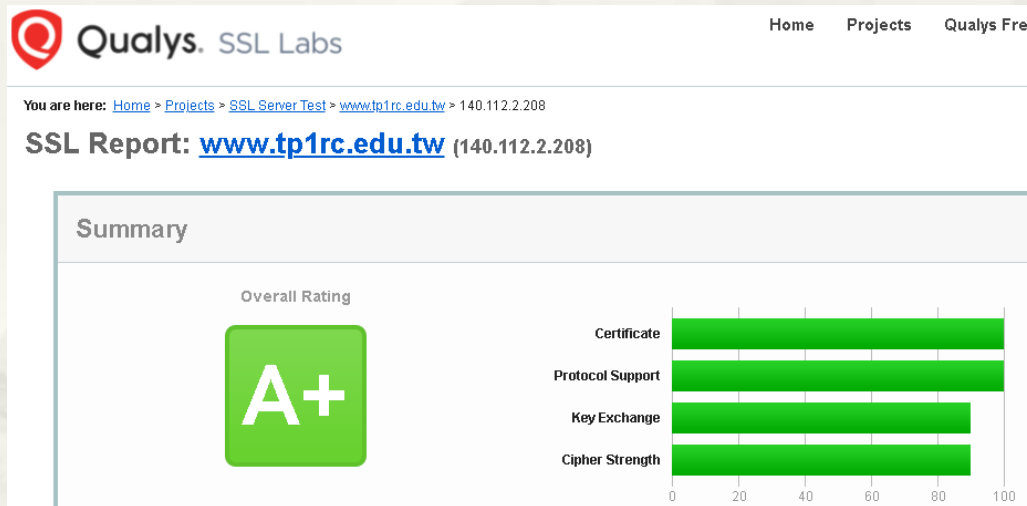 Qualys. SSL Labs
Home Projects Qualys Fre
You are here: Home > Projects > SSL Server Test > www.tp1rc.edu.tw > 140.112.2.208
SSL Report: www.tp1rc.edu.tw (140.112.2.208)
Summary
Overall Rating
A+
Certificate
Protocol Support
Key Exchange
Cipher Strength
0 20 40 60 80 100